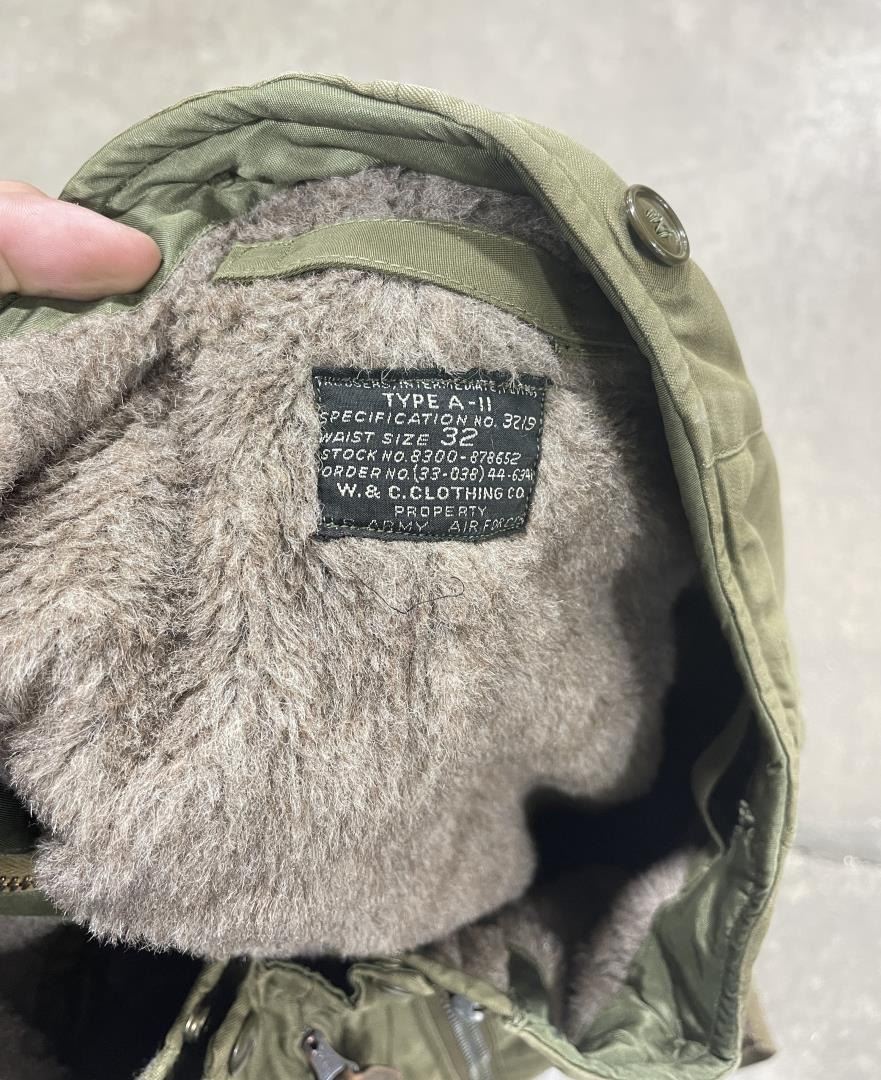 TROUSERS, INTERMEDIATE, FLYING
TYPE A-11
SPECIFICATION NO. 3219
WAIST SIZE 32
STOCK NO. 8300-878652
ORDER NO. (33-038) 44-
W. & C. CLOTHING CO.
PROPERTY
U.S. ARMY AIR FORCES